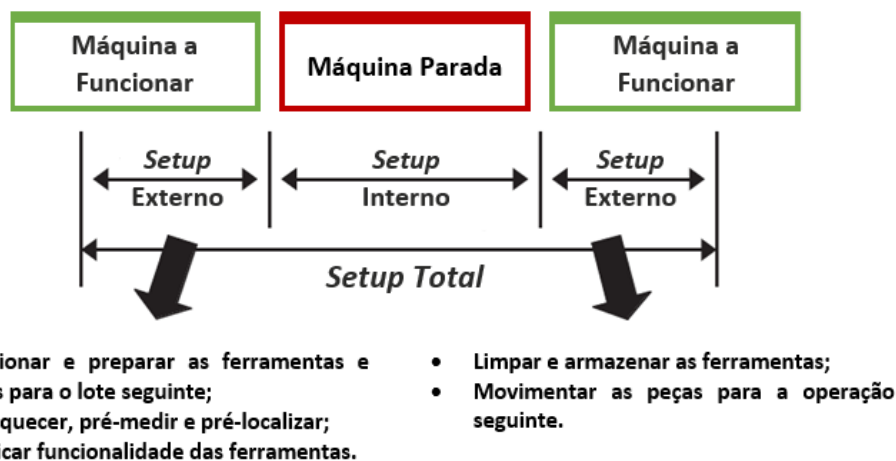 Máquina a
Funcionar
Máquina Parada
Máquina a
Funcionar
Setup
Externo
Setup
Interno
Setup
Externo
Setup Total
ionar e preparar as ferramentas e
s para o lote seguinte;
quecer, pré-medir e pré-localizar;
icar funcionalidade das ferramentas.
• Limpar e armazenar as ferramentas;
• Movimentar as peças para a operação
seguinte.